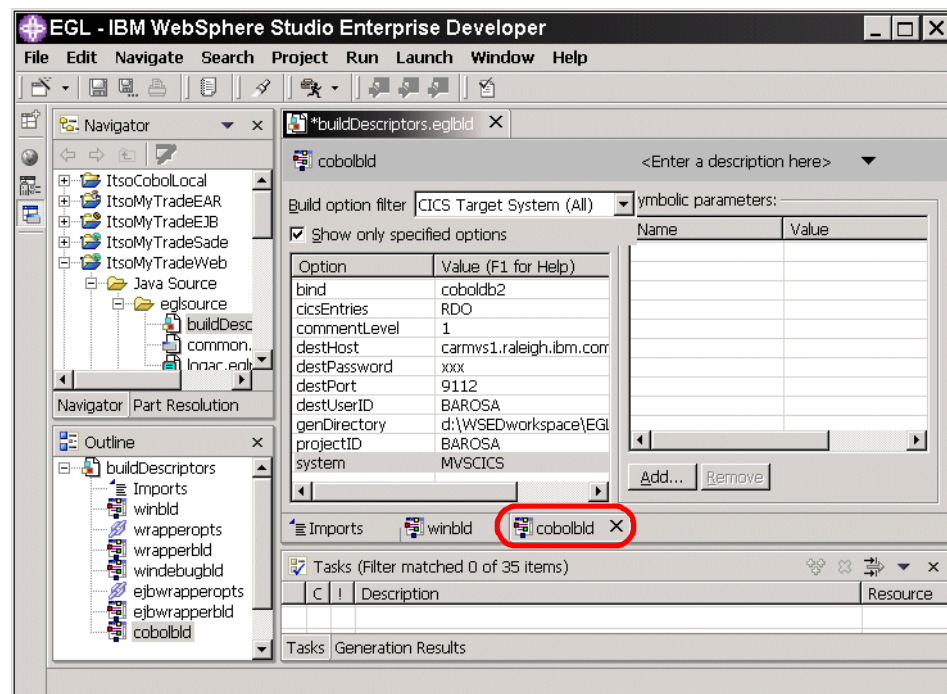 EGL - IBM WebSphere Studio Enterprise Developer
File Edit Navigate Search Project Run Launch Window Help
Navigator
ItsoCobolLocal
ItsoMyTradeEAR
ItsoMyTradeEJB
ItsoMyTradeSade
ItsoMyTradeWeb
Java Source
eglsource
buildDesc
common.
logac.egl
Navigator Part Resolution
Outline
buildDescriptors
Imports
winbld
wrapperopts
wrapperbld
windebugbld
ejbwrapperopts
ejbwrapperbld
cobolbld
*buildDescriptors.eglbld
cobolbld <Enter a description here>
Build option filter CICS Target System (All)
Show only specified options
Option Value (F1 for Help)
bind coboldb2
cicsEntries RDO
commentLevel 1
destHost carmvs1.raleigh.ibm.com
destPassword xxx
destPort 9112
destUserID BAROSA
genDirectory d:\WSEDworkspace\EGL
projectID BAROSA
system MVSCICS
ymbolic parameters:
Name Value
Add... Remove
Imports winbld cobolbld
Tasks (Filter matched 0 of 35 items)
C ! Description Resource
Tasks Generation Results